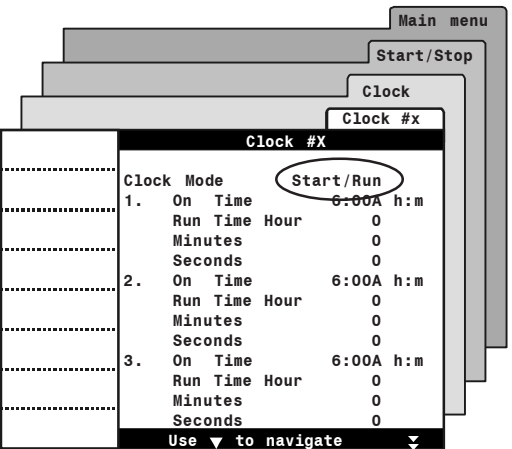 Main menu
Start/Stop
Clock
Clock #x
Clock #X
Clock Mode Start/Run
1. On Time 6:00A h:m
Run Time Hour 0
Minutes 0
Seconds 0
2. On Time 6:00A h:m
Run Time Hour 0
Minutes 0
Seconds 0
3. On Time 6:00A h:m
Run Time Hour 0
Minutes 0
Seconds 0
Use ▼ to navigate